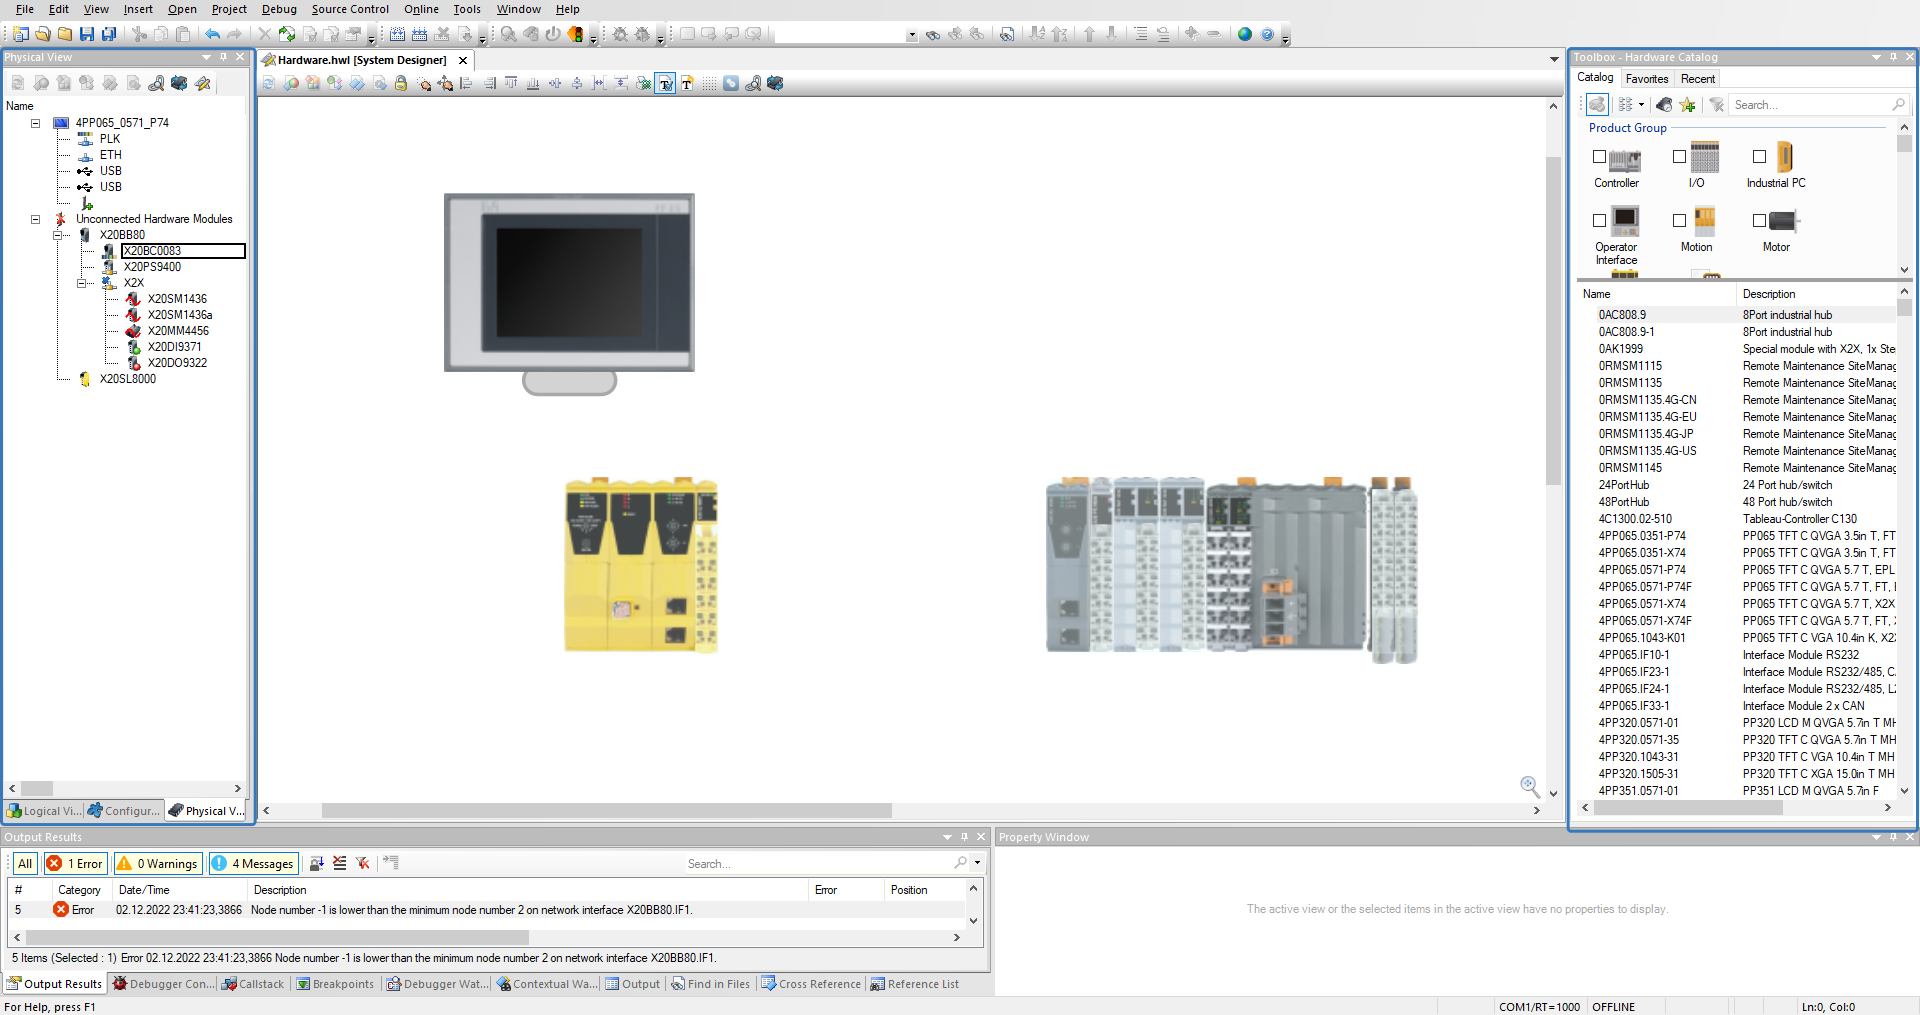 File Edit View Insert Open Project Debug Source Control Online Tools Window Help
Physical View
Name
4PP065_0571_P74
PLK
ETH
USB
USB
Unconnected Hardware Modules
X20BB80
X20BC0083
X20PS9400
X2X
X20SM1436
X20SM1436a
X20MM4456
X20DI9371
X20DO9322
X20SL8000
Logical Vi... Configur... Physical V...
Hardware.hwl [System Designer]
Toolbox - Hardware Catalog
Catalog Favorites Recent
Search...
Product Group
Controller I/O Industrial PC
Operator Interface Motion Motor
Name Description
0AC808.9 8Port industrial hub
0AC808.9-1 8Port industrial hub
0AK1999 Special module with X2X, 1x Ste
0RMSM1115 Remote Maintenance SiteManag
0RMSM1135 Remote Maintenance SiteManag
0RMSM1135.4G-CN Remote Maintenance SiteManag
0RMSM1135.4G-EU Remote Maintenance SiteManag
0RMSM1135.4G-JP Remote Maintenance SiteManag
0RMSM1135.4G-US Remote Maintenance SiteManag
0RMSM1145 Remote Maintenance SiteManag
24PortHub 24 Port hub/switch
48PortHub 48 Port hub/switch
4C1300.02-510 Tableau-Controller C130
4PP065.0351-P74 PP065 TFT C QVGA 3.5in T, FT
4PP065.0351-X74 PP065 TFT C QVGA 3.5in T, FT
4PP065.0571-P74 PP065 TFT C QVGA 5.7 T, EPL
4PP065.0571-P74F PP065 TFT C QVGA 5.7 T, FT,
4PP065.0571-X74 PP065 TFT C QVGA 5.7 T, X2X
4PP065.0571-X74F PP065 TFT C QVGA 5.7 T, FT,
4PP065.1043-K01 PP065 TFT C VGA 10.4in K, X2
4PP065.IF10-1 Interface Module RS232
4PP065.IF23-1 Interface Module RS232/485, C
4PP065.IF24-1 Interface Module RS232/485, L
4PP065.IF33-1 Interface Module 2 x CAN
4PP320.0571-01 PP320 LCD M QVGA 5.7in T MH
4PP320.0571-35 PP320 TFT C QVGA 5.7in T MH
4PP320.1043-31 PP320 TFT C VGA 10.4in T MH
4PP320.1505-31 PP320 TFT C XGA 15.0in T MH
4PP351.0571-01 PP351 LCD M QVGA 5.7in F
Output Results
All 1 Error 0 Warnings 4 Messages Search...
# Category Date/Time Description Error Position
5 Error 02.12.2022 23:41:23,3866 Node number -1 is lower than the minimum node number 2 on network interface X20BB80.IF1.
5 Items (Selected : 1) Error 02.12.2022 23:41:23,3866 Node number -1 is lower than the minimum node number 2 on network interface X20BB80.IF1.
Output Results Debugger Con... Callstack Breakpoints Debugger Wat... Contextual Wa... Output Find in Files Cross Reference Reference List
Property Window
The active view or the selected items in the active view have no properties to display.
For Help, press F1 COM1/RT=1000 OFFLINE Ln:0, Col:0